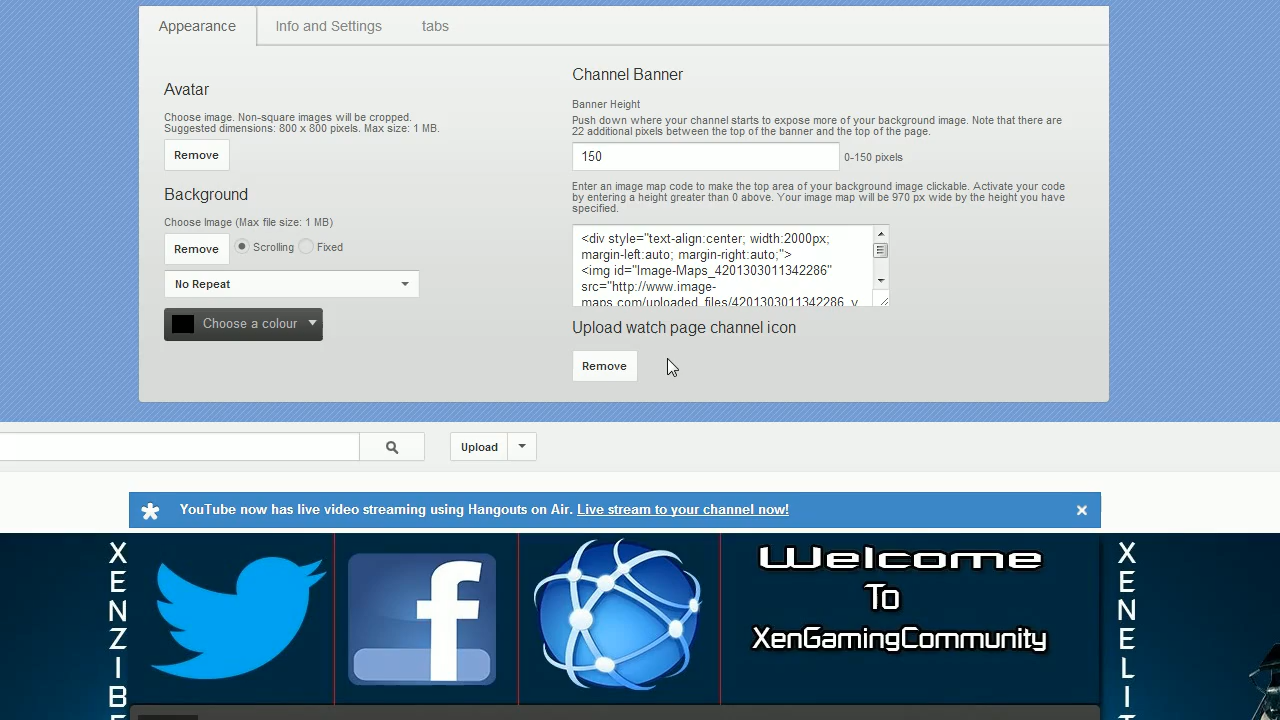 Appearance
Info and Settings
tabs
Avatar
Choose image. Non-square images will be cropped.
Suggested dimensions: 800 x 800 pixels. Max size: 1 MB.
Remove
Background
Choose Image (Max file size: 1 MB)
Remove
Scrolling
Fixed
No Repeat
Choose a colour
Channel Banner
Banner Height
Push down where your channel starts to expose more of your background image. Note that there are
22 additional pixels between the top of the banner and the top of the page.
150
0-150 pixels
Enter an image map code to make the top area of your background image clickable. Activate your code
by entering a height greater than 0 above. Your image map will be 970 px wide by the height you have
specified.
<div style="text-align:center; width:2000px;
margin-left:auto; margin-right:auto;">
<img id="Image-Maps_4201303011342286"
src="http://www.image-
maps.com/uploaded_files/4201303011342286_y
Upload watch page channel icon
Remove
Upload
YouTube now has live video streaming using Hangouts on Air. Live stream to your channel now!
X
E
N
Z
I
B
f
Welcome
To
XenGamingCommunity
X
E
N
E
L
I